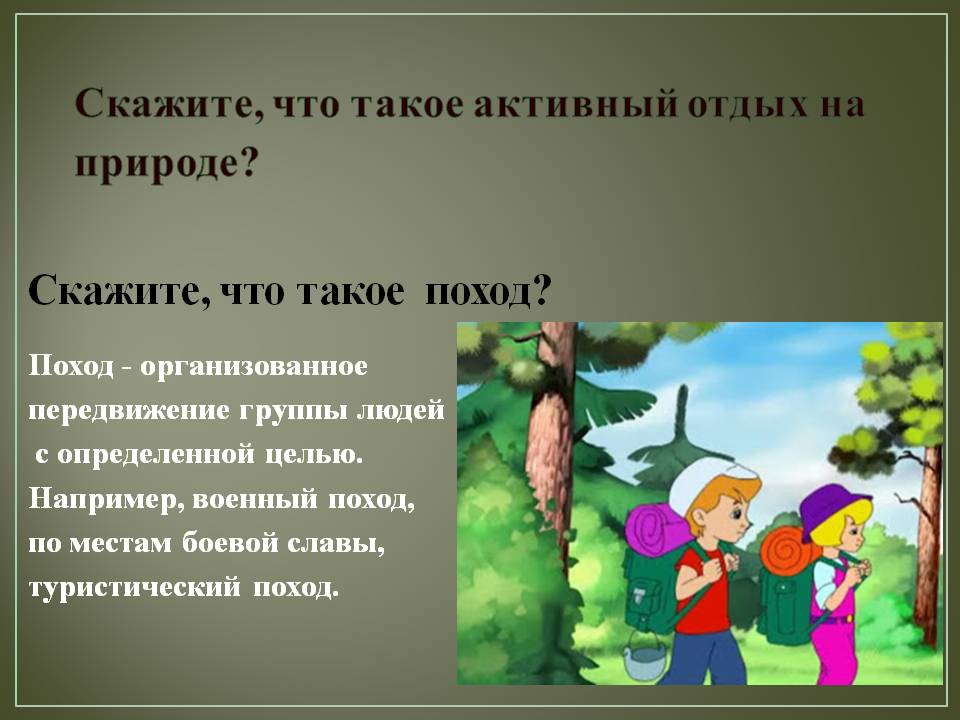 Скажите, что такое активный отдых на
природе?
Скажите, что такое поход?
Поход - организованное
передвижение группы людей
с определенной целью.
Например, военный поход,
по местам боевой славы,
туристический поход.